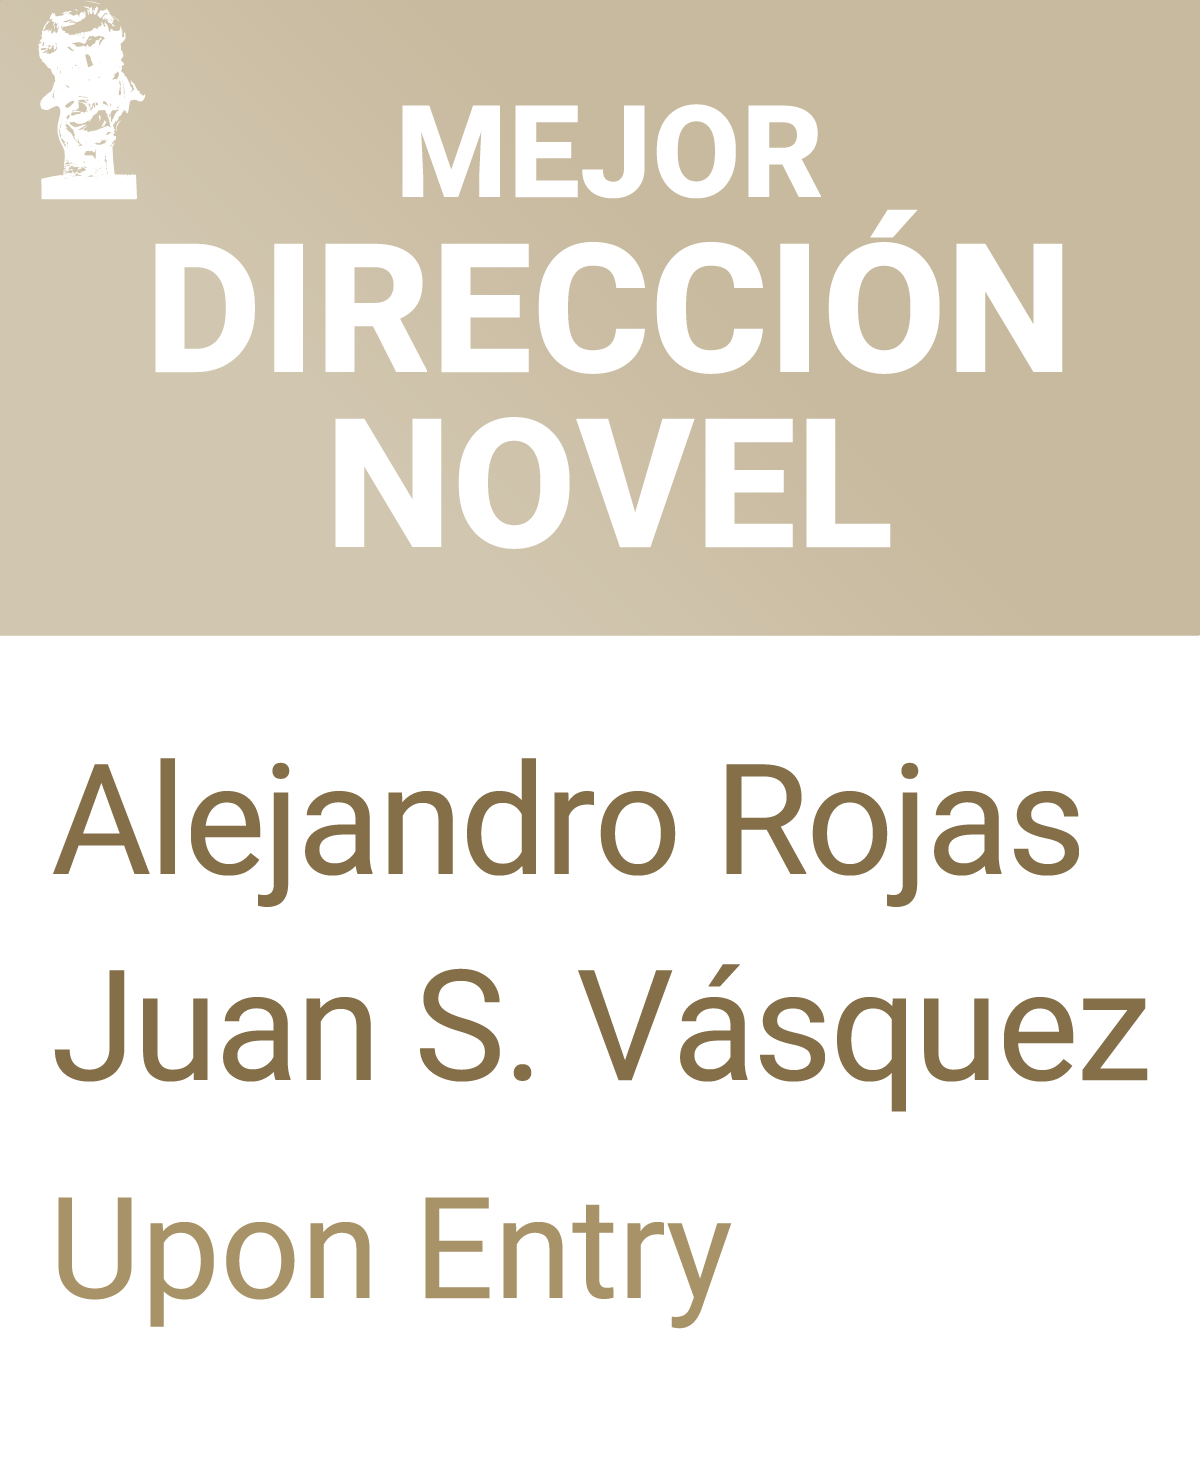 MEJOR
DIRECCIÓN
NOVEL
Alejandro Rojas
Juan S. Vásquez
Upon Entry